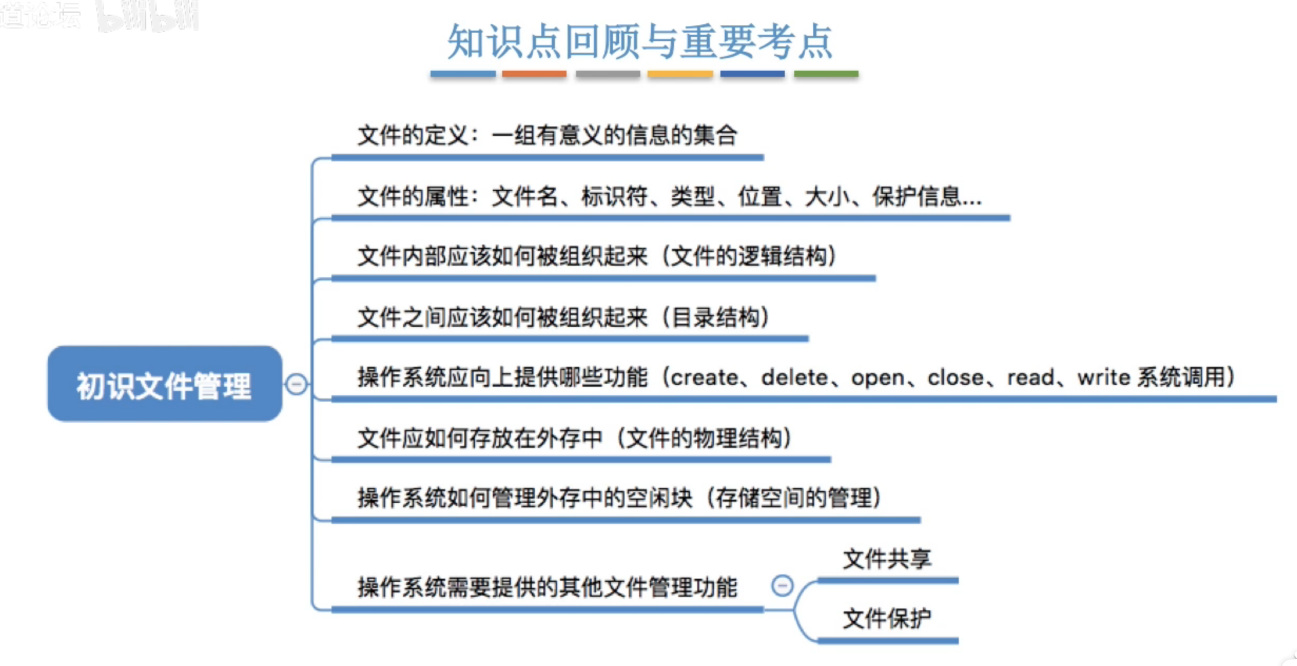 道论坛 bilibili
知识点回顾与重要考点
文件的定义：一组有意义的信息的集合
文件的属性：文件名、标识符、类型、位置、大小、保护信息...
文件内部应该如何被组织起来（文件的逻辑结构）
文件之间应该如何被组织起来（目录结构）
初识文件管理
操作系统应向上提供哪些功能（create、delete、open、close、read、write 系统调用）
文件应如何存放在外存中（文件的物理结构）
操作系统如何管理外存中的空闲块（存储空间的管理）
操作系统需要提供的其他文件管理功能
文件共享
文件保护